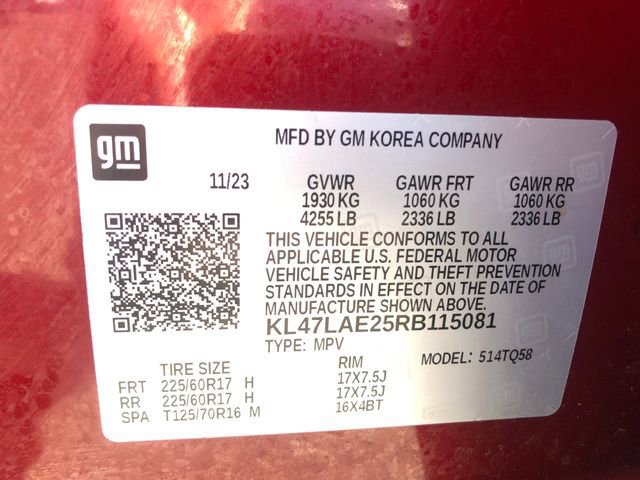 gm
MFD BY GM KOREA COMPANY
11/23 GVWR GAWR FRT GAWR RR
1930 KG 1060 KG 1060 KG
4255 LB 2336 LB 2336 LB
THIS VEHICLE CONFORMS TO ALL
APPLICABLE U.S. FEDERAL MOTOR
VEHICLE SAFETY AND THEFT PREVENTION
STANDARDS IN EFFECT ON THE DATE OF
MANUFACTURE SHOWN ABOVE.
KL47LAE25RB115081
TYPE: MPV MODEL: 514TQ58
TIRE SIZE RIM
FRT 225/60R17 H 17X7.5J
RR 225/60R17 H 17X7.5J
SPA T125/70R16 M 16X4BT